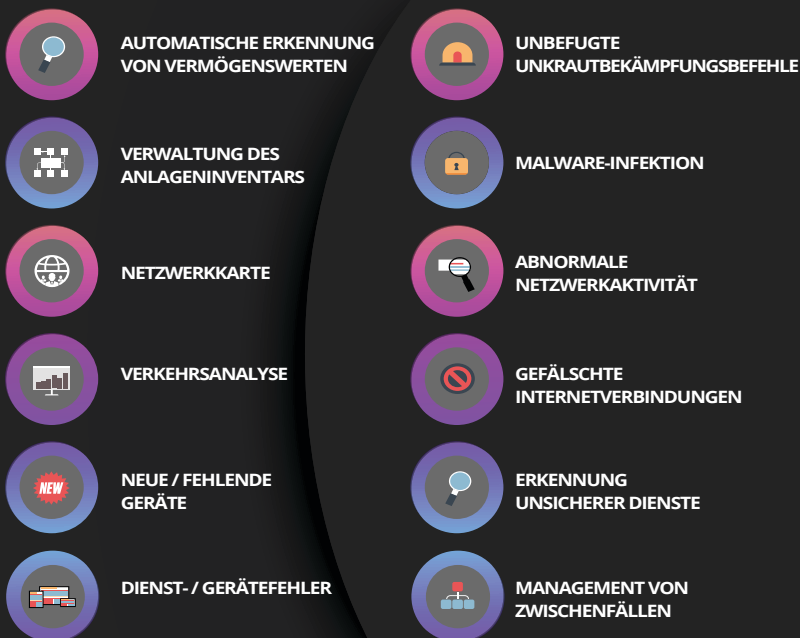 AUTOMATISCHE ERKENNUNG
VON VERMÖGENSWERTEN
VERWALTUNG DES
ANLAGENINVENTARS
NETZWERKKARTE
VERKEHRSANALYSE
NEW
NEUE / FEHLENDE
GERÄTE
DIENST- / GERÄTEFEHLER
UNBEFUGTE
UNKRAUTBEKÄMPFUNGSBEFEHLE
MALWARE-INFEKTION
ABNORMALE
NETZWERKAKTIVITÄT
GEFÄLSCHTE
INTERNETVERBINDUNGEN
ERKENNUNG
UNSICHERER DIENSTE
MANAGEMENT VON
ZWISCHENFÄLLEN